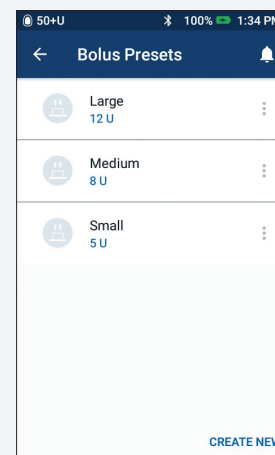 50+U 100% 1:34 PM
Bolus Presets
Large
12 U
Medium
8 U
Small
5 U
CREATE NEW